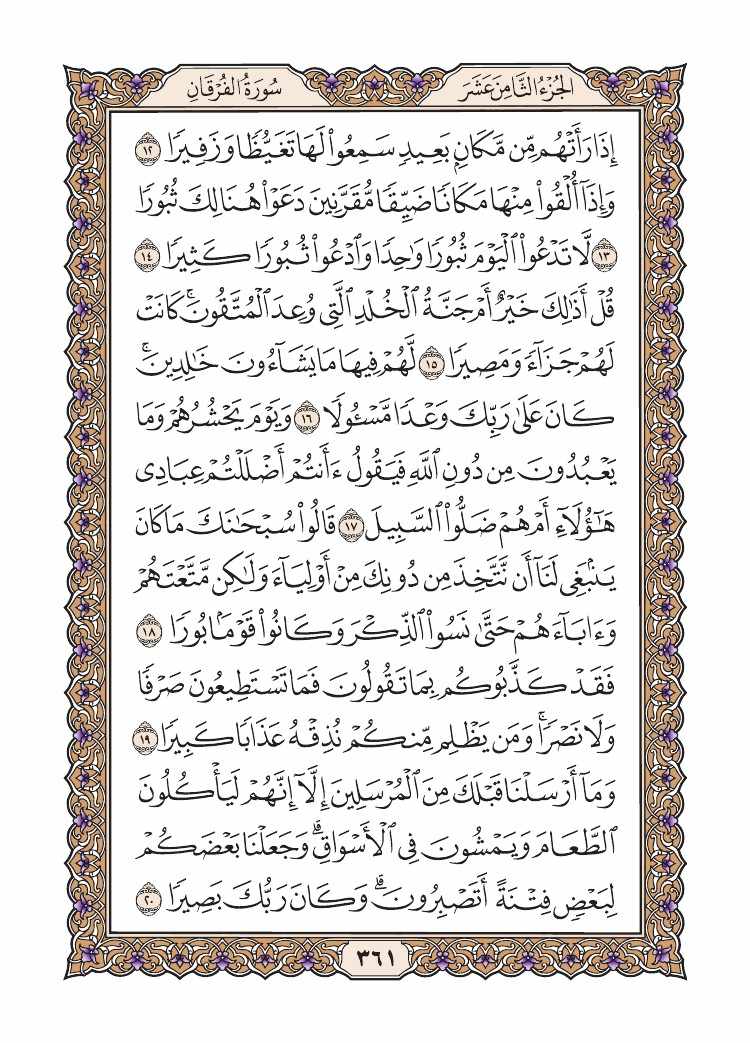 الجُزْءُ الثَّامِنَ عَشَرَ
سُورَةُ الفُرْقَانِ
إِذَا رَأَتْهُم مِّن مَّكَانٍۭ بَعِيدٍ سَمِعُوا۟ لَهَا تَغَيُّظًا وَزَفِيرًا ١٢
وَإِذَآ أُلْقُوا۟ مِنْهَا مَكَانًا ضَيِّقًا مُّقَرَّنِينَ دَعَوْا۟ هُنَالِكَ ثُبُورًا
١٣ لَّا تَدْعُوا۟ ٱلْيَوْمَ ثُبُورًا وَٰحِدًا وَٱدْعُوا۟ ثُبُورًا كَثِيرًا ١٤
قُلْ أَذَٰلِكَ خَيْرٌ أَمْ جَنَّةُ ٱلْخُلْدِ ٱلَّتِى وُعِدَ ٱلْمُتَّقُونَۚ كَانَتْ
لَهُمْ جَزَآءً وَمَصِيرًا ١٥ لَّهُمْ فِيهَا مَا يَشَآءُونَ خَٰلِدِينَۚ
كَانَ عَلَىٰ رَبِّكَ وَعْدًا مَّسْـُٔولًا ١٦ وَيَوْمَ يَحْشُرُهُمْ وَمَا
يَعْبُدُونَ مِن دُونِ ٱللَّهِ فَيَقُولُ ءَأَنتُمْ أَضْلَلْتُمْ عِبَادِى
هَٰٓؤُلَآءِ أَمْ هُمْ ضَلُّوا۟ ٱلسَّبِيلَ ١٧ قَالُوا۟ سُبْحَٰنَكَ مَا كَانَ
يَنۢبَغِى لَنَآ أَن نَّتَّخِذَ مِن دُونِكَ مِنْ أَوْلِيَآءَ وَلَٰكِن مَّتَّعْتَهُمْ
وَءَابَآءَهُمْ حَتَّىٰ نَسُوا۟ ٱلذِّكْرَ وَكَانُوا۟ قَوْمًۢا بُورًا ١٨
فَقَدْ كَذَّبُوكُم بِمَا تَقُولُونَ فَمَا تَسْتَطِيعُونَ صَرْفًا
وَلَا نَصْرًاۚ وَمَن يَظْلِم مِّنكُمْ نُذِقْهُ عَذَابًا كَبِيرًا ١٩
وَمَآ أَرْسَلْنَا قَبْلَكَ مِنَ ٱلْمُرْسَلِينَ إِلَّآ إِنَّهُمْ لَيَأْكُلُونَ
ٱلطَّعَامَ وَيَمْشُونَ فِى ٱلْأَسْوَاقِۗ وَجَعَلْنَا بَعْضَكُمْ
لِبَعْضٍ فِتْنَةً أَتَصْبِرُونَۗ وَكَانَ رَبُّكَ بَصِيرًا ٢٠
٣٦١